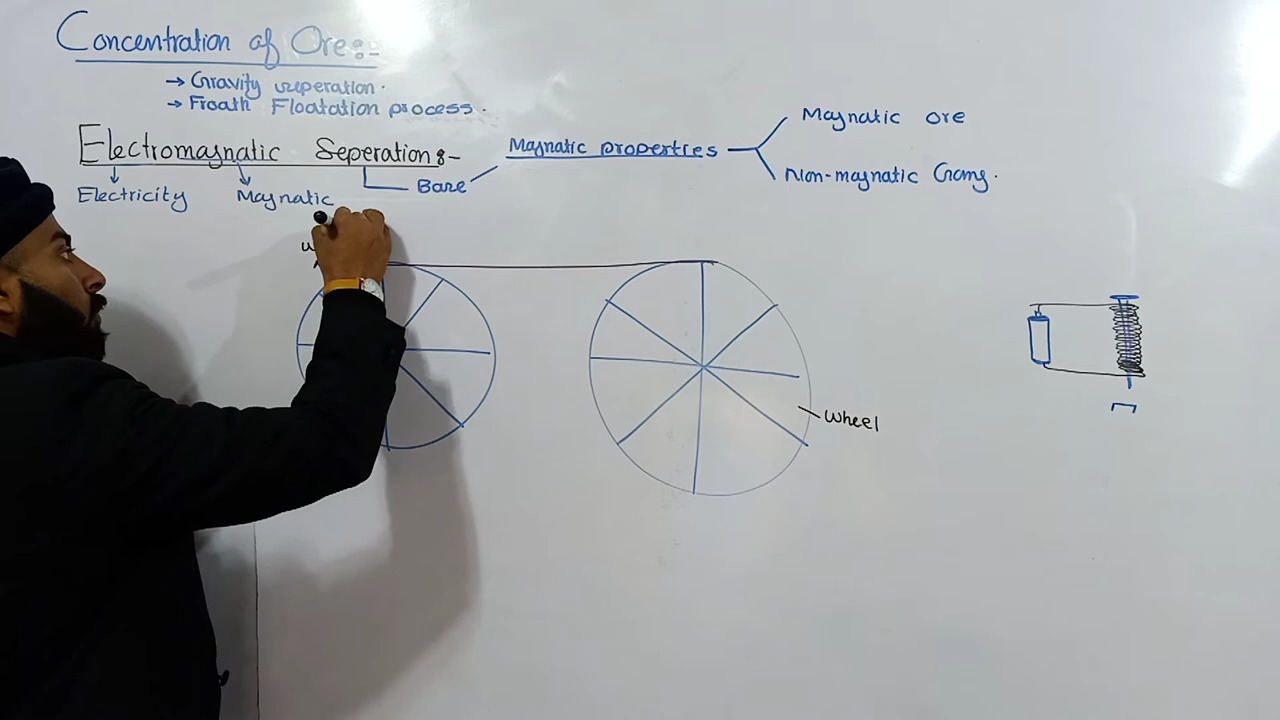 Concentration of Ore:-
→ Gravity seperation.
→ Froath Floatation process.
Electromagnatic Seperation :-
Magnatic properties
Magnatic ore
Non-magnatic Gang.
Electricity
Magnatic
Base
wheel